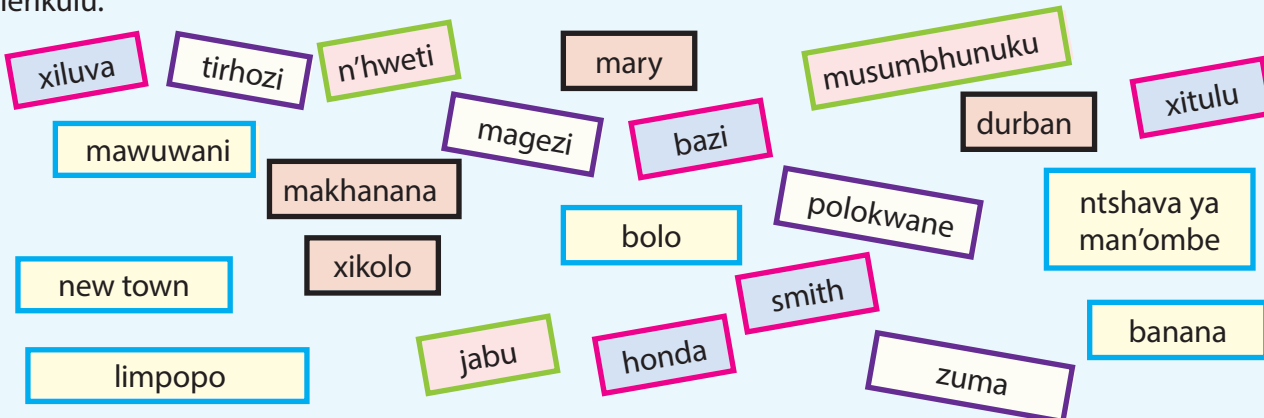 lenkulu.
xiluva
tirhozi
n'hweti
mary
musumbhunuku
xitulu
durban
magezi
bazi
mawuwani
makhanana
polokwane
ntshava ya
man'ombe
bolo
xikolo
new town
smith
banana
jabu
honda
zuma
limpopo